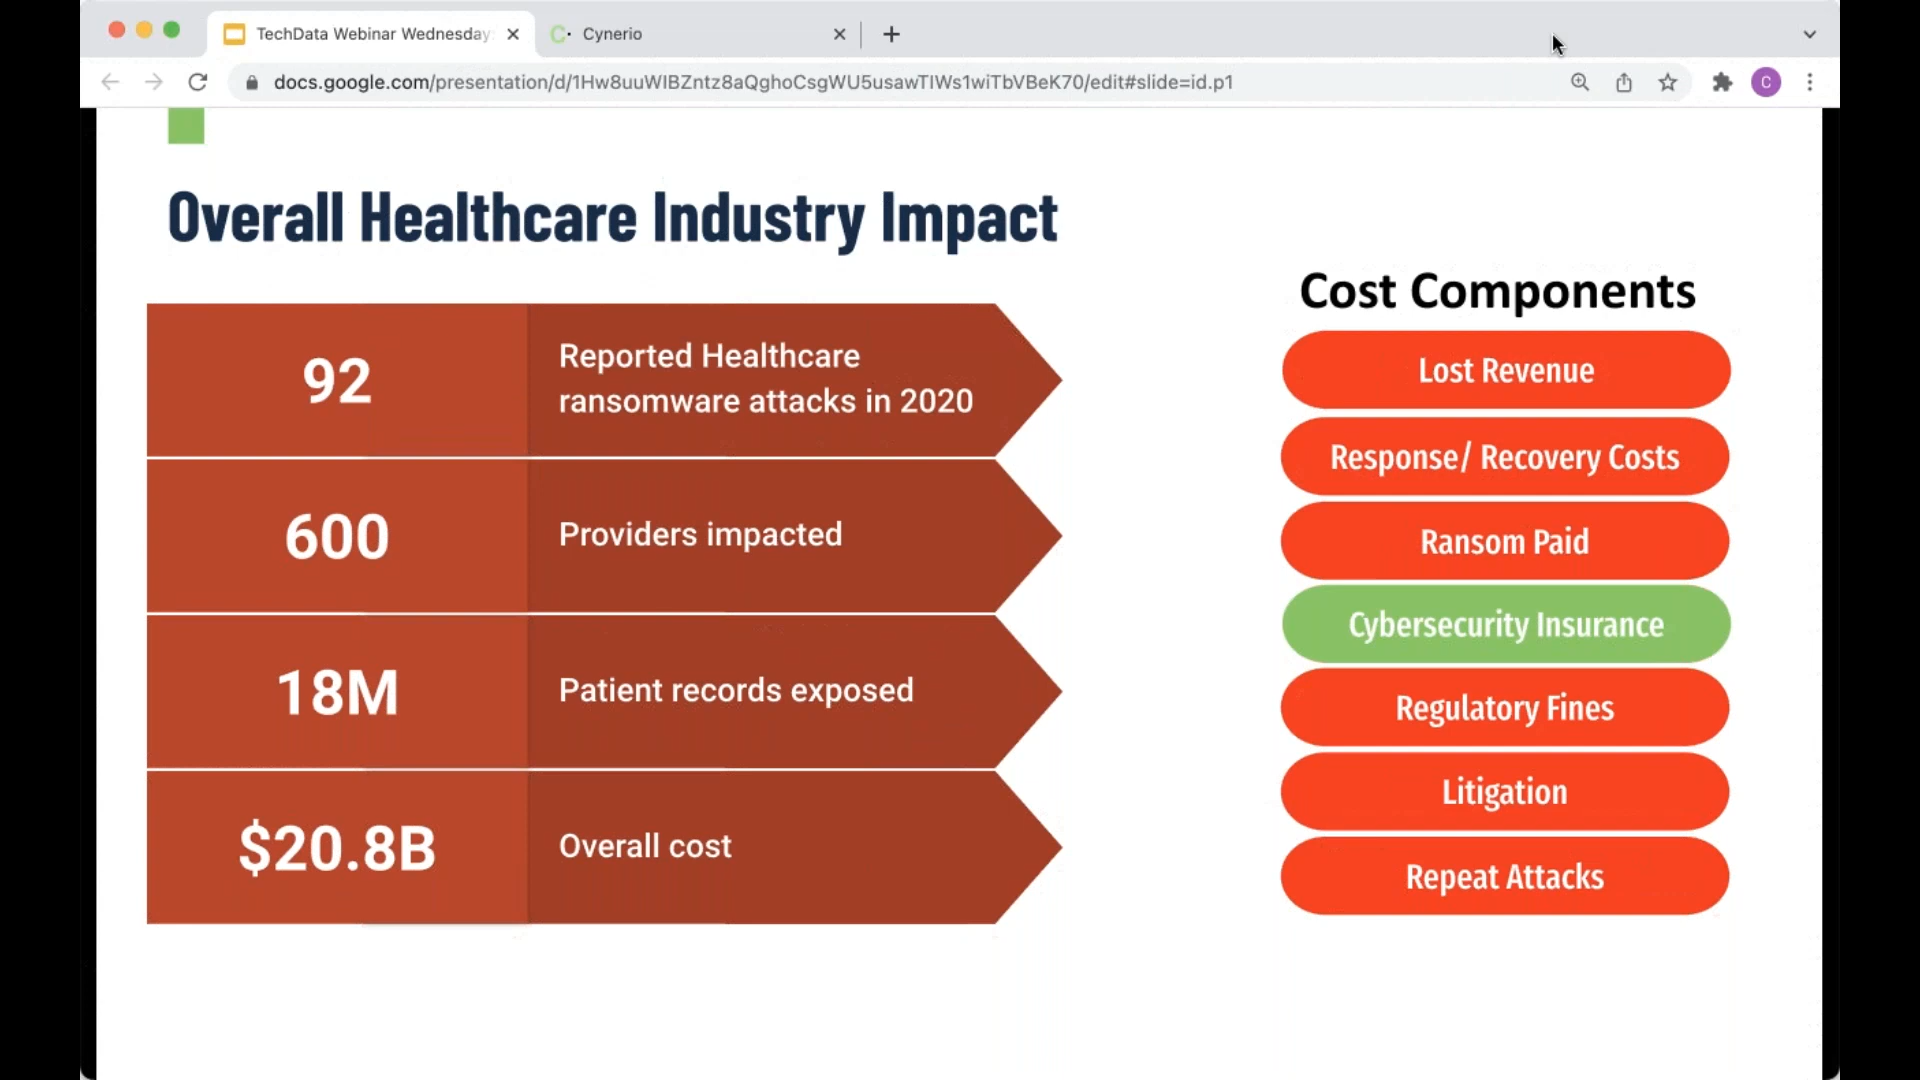 TechData Webinar Wednesday
Cynerio
docs.google.com/presentation/d/1Hw8uuWIBZntz8aQghoCsgWU5usawTIWs1wiTbVBeK70/edit#slide=id.p1
C
Overall Healthcare Industry Impact
92
Reported Healthcare
ransomware attacks in 2020
600
Providers impacted
18M
Patient records exposed
$20.8B
Overall cost
Cost Components
Lost Revenue
Response/ Recovery Costs
Ransom Paid
Cybersecurity Insurance
Regulatory Fines
Litigation
Repeat Attacks